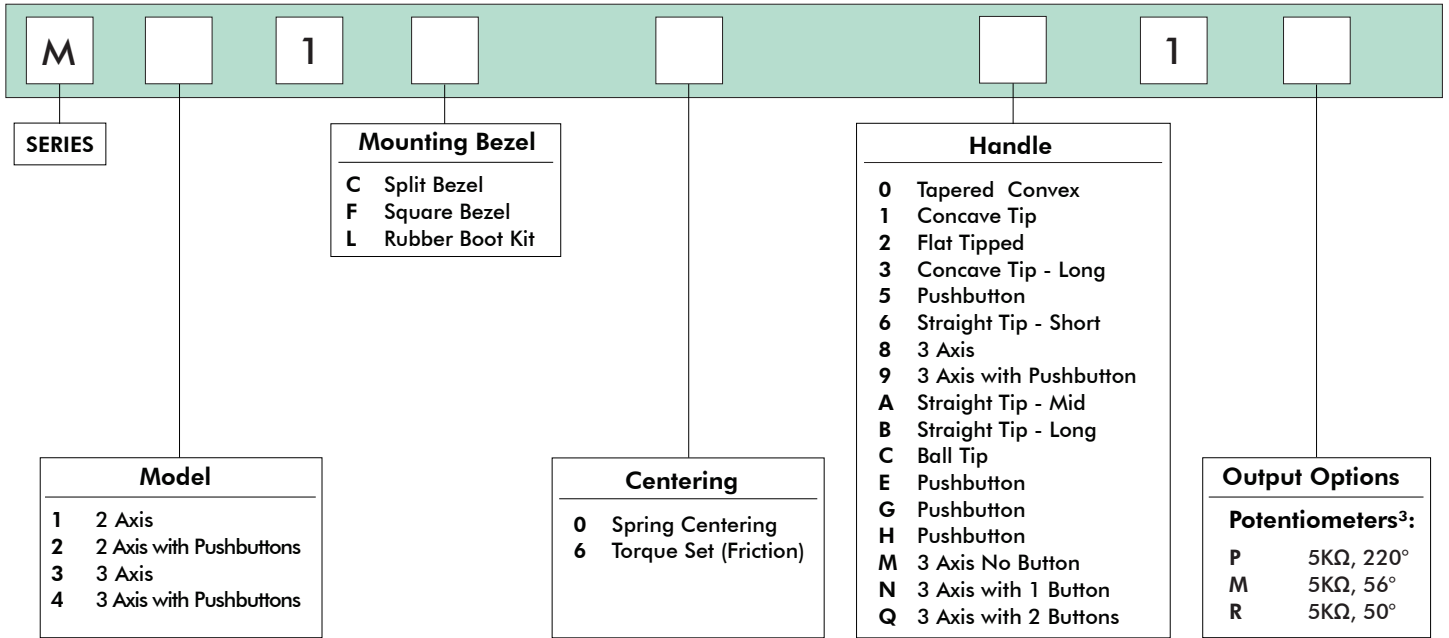 M 1 1
SERIES
Mounting Bezel
C Split Bezel
F Square Bezel
L Rubber Boot Kit
Handle
0 Tapered Convex
1 Concave Tip
2 Flat Tipped
3 Concave Tip - Long
5 Pushbutton
6 Straight Tip - Short
8 3 Axis
9 3 Axis with Pushbutton
A Straight Tip - Mid
B Straight Tip - Long
C Ball Tip
E Pushbutton
G Pushbutton
H Pushbutton
M 3 Axis No Button
N 3 Axis with 1 Button
Q 3 Axis with 2 Buttons
Model
1 2 Axis
2 2 Axis with Pushbuttons
3 3 Axis
4 3 Axis with Pushbuttons
Centering
0 Spring Centering
6 Torque Set (Friction)
Output Options
Potentiometers³:
P 5KΩ, 220°
M 5KΩ, 56°
R 5KΩ, 50°